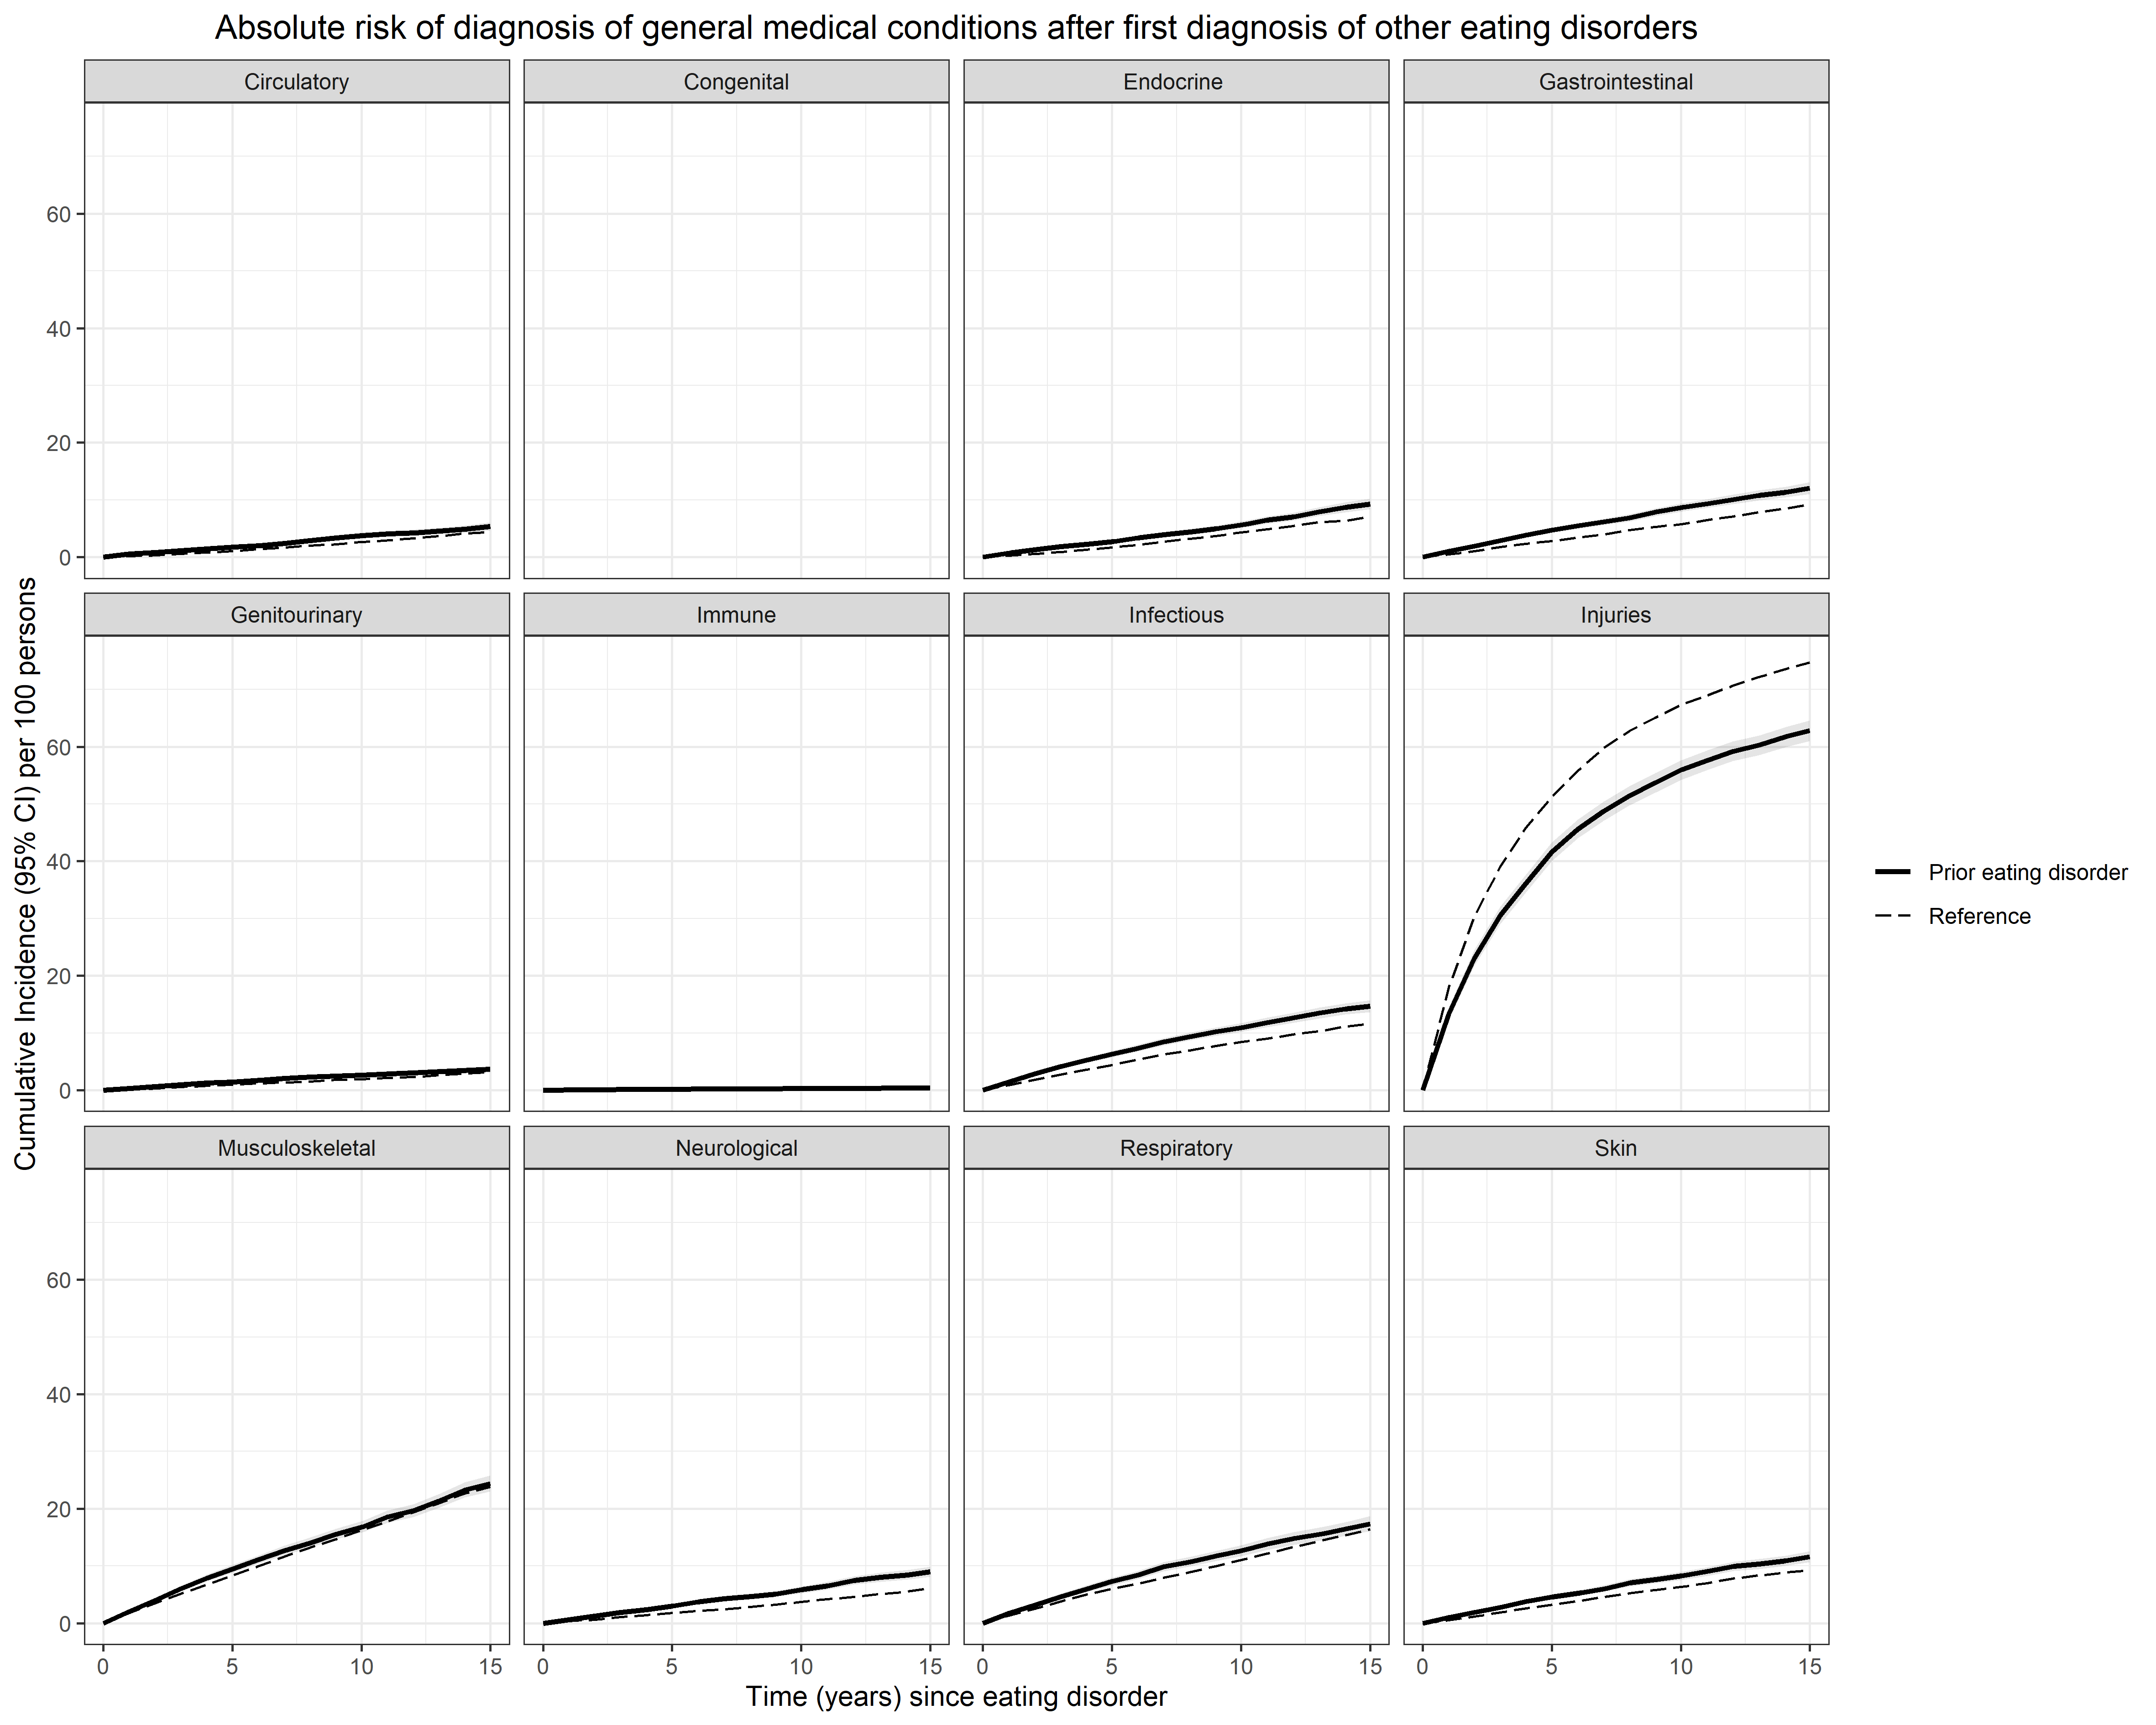 Absolute risk of diagnosis of general medical conditions after first diagnosis of other eating disorders
Circulatory
Congenital
Endocrine
Gastrointestinal
60
40
20
0
Genitourinary
Immune
Infectious
Injuries
60
40
20
0
Musculoskeletal
Neurological
Respiratory
Skin
60
40
20
0
0 5 10 15
0 5 10 15
0 5 10 15
0 5 10 15
Time (years) since eating disorder
Cumulative Incidence (95% CI) per 100 persons
Prior eating disorder
Reference